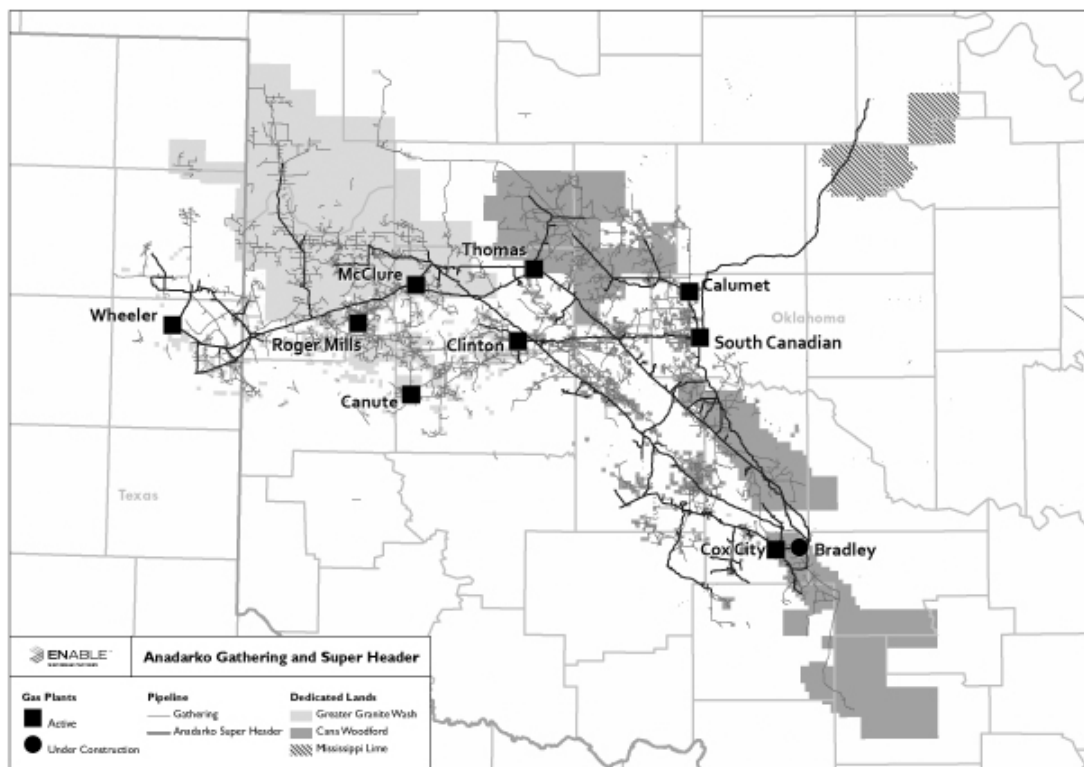 Thomas
McClure
Calumet
Wheeler
Oklahoma
Roger Mills
Clinton
South Canadian
Canute
Texas
Cox City
Bradley
ENABLE
Anadarko Gathering and Super Header
Gas Plants
Active
Under Construction
Pipeline
Gathering
Anadarko Super Header
Dedicated Lands
Greater Granite Wash
Cana Woodford
Mississippi Lime